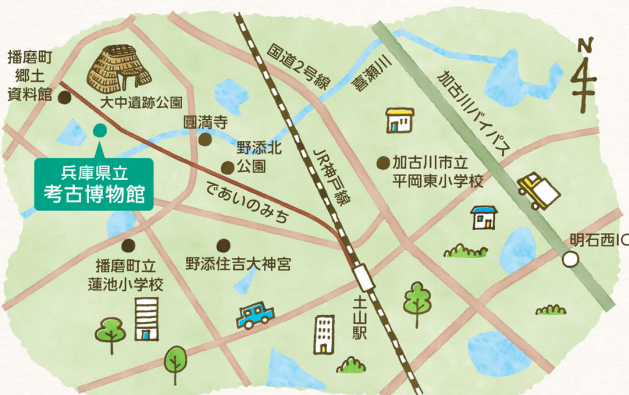 播磨町
郷土
資料館
大中遺跡公園
兵庫県立
考古博物館
圓満寺
野添北
公園
であいのみち
播磨町立
蓮池小学校
野添住吉大神宮
国道2号線
喜瀬川
加古川バイパス
JR神戸線
加古川市立
平岡東小学校
明石西IC
土山駅
N